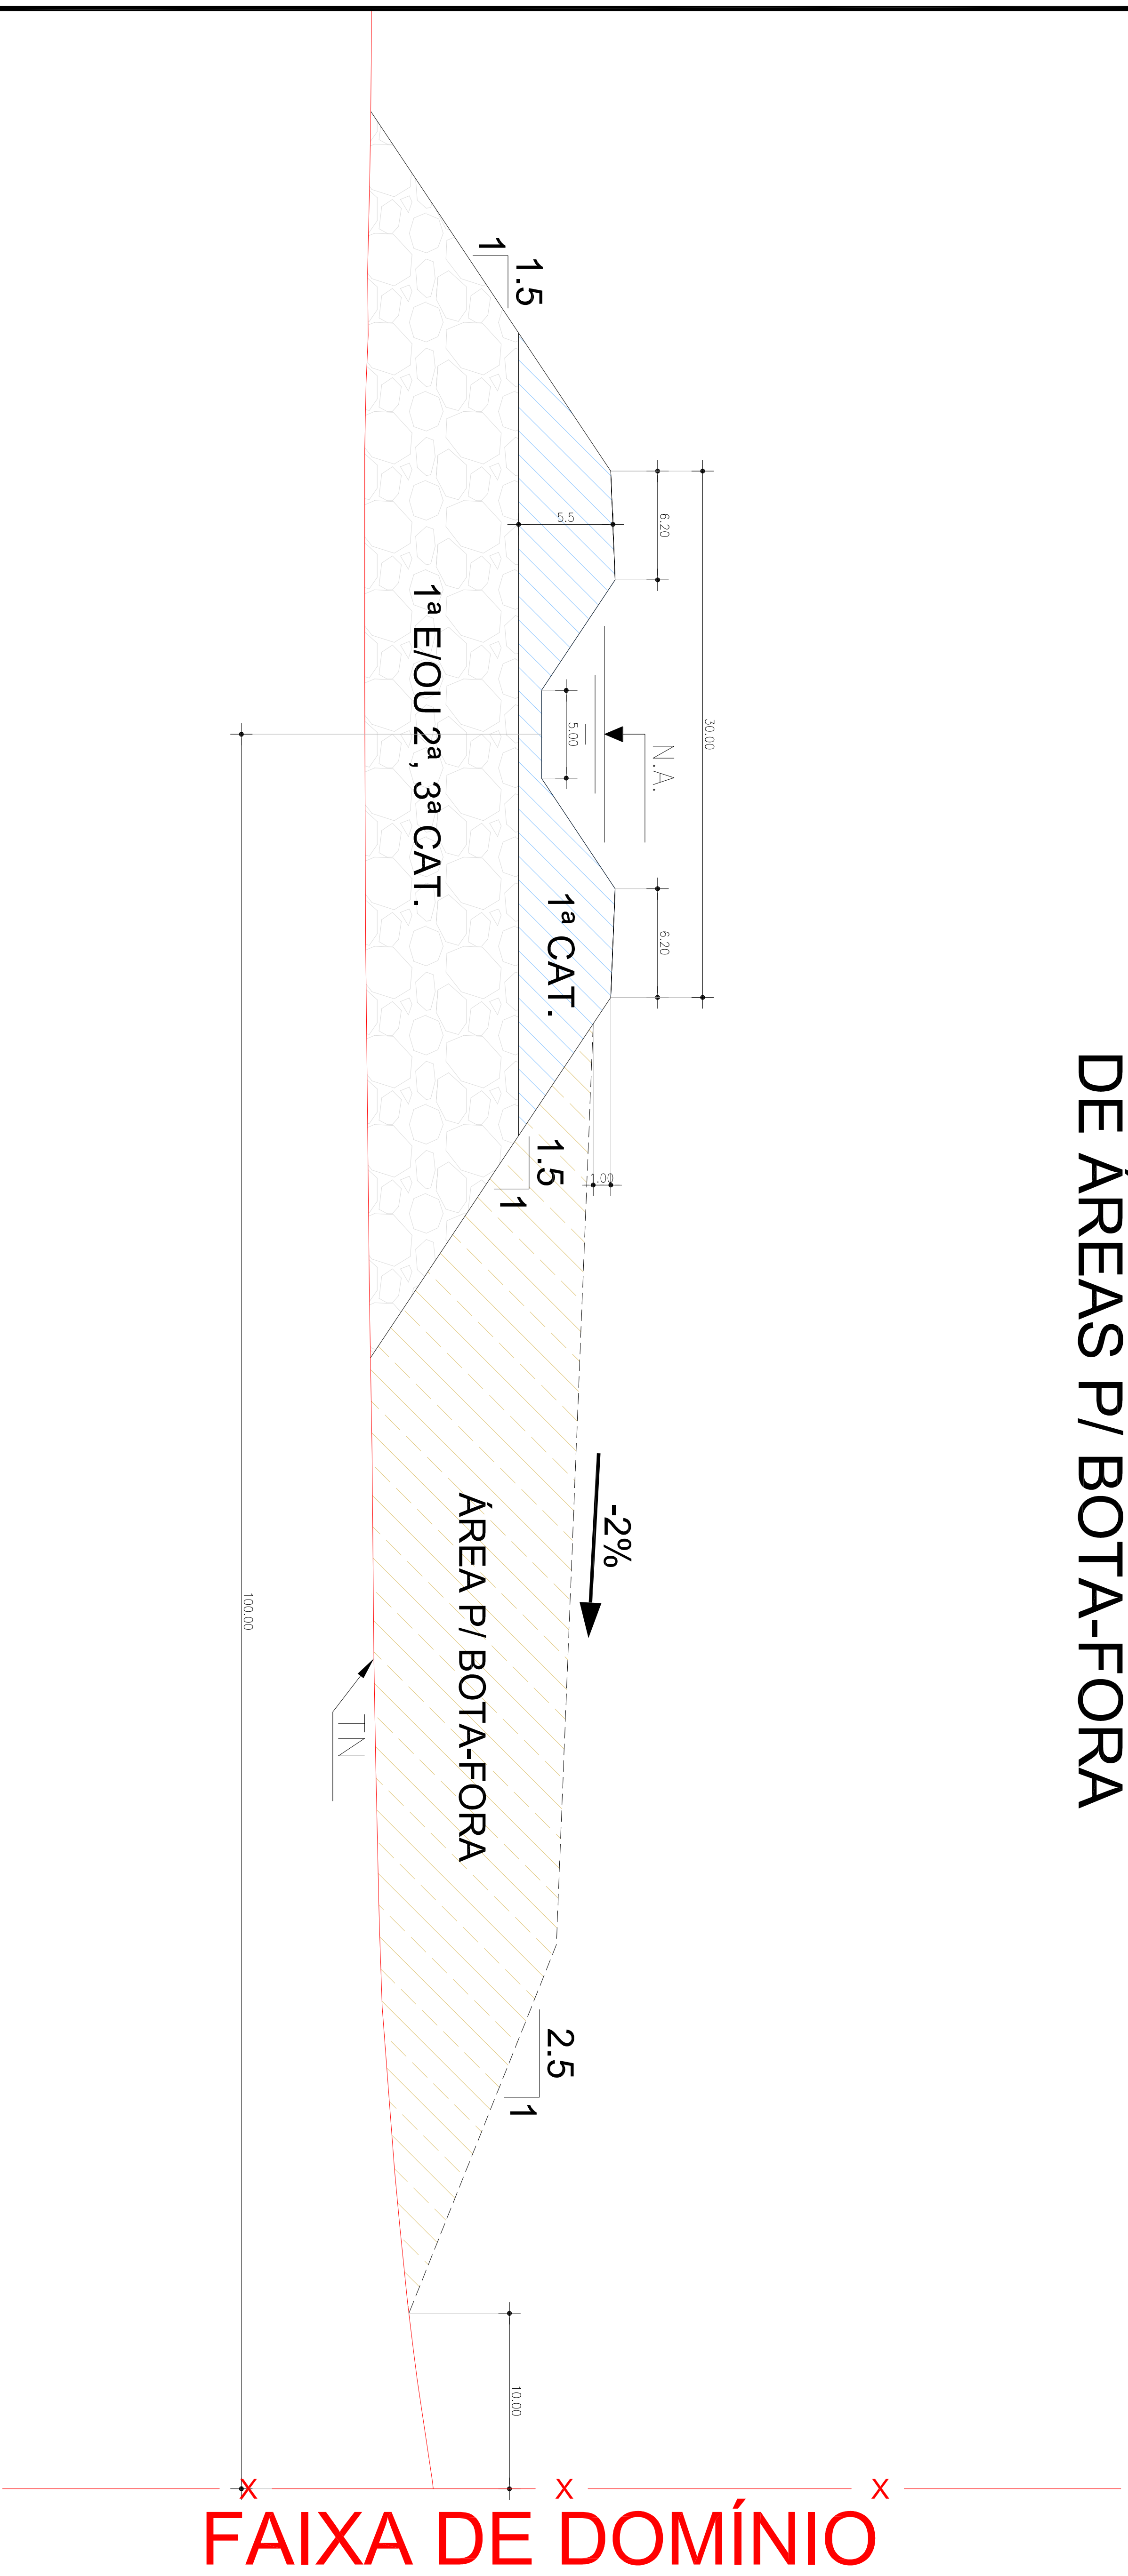 DE ÁREAS P/ BOTA-FORA
30.00
6.20
6.20
N.A.
5.00
5.5
1
1.5
1ª CAT.
1ª E/OU 2ª, 3ª CAT.
1.5
1
1.00
-2%
ÁREA P/ BOTA-FORA
2.5
1
TN
100.00
10.00
X
X
X
FAIXA DE DOMÍNIO